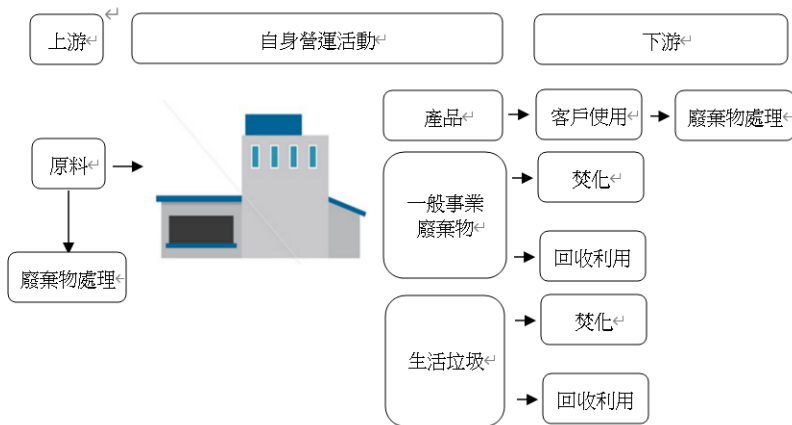 上游
自身營運活動
下游
產品
客戶使用
廢棄物處理
原料
一般事業
廢棄物
焚化
回收利用
廢棄物處理
生活垃圾
焚化
回收利用